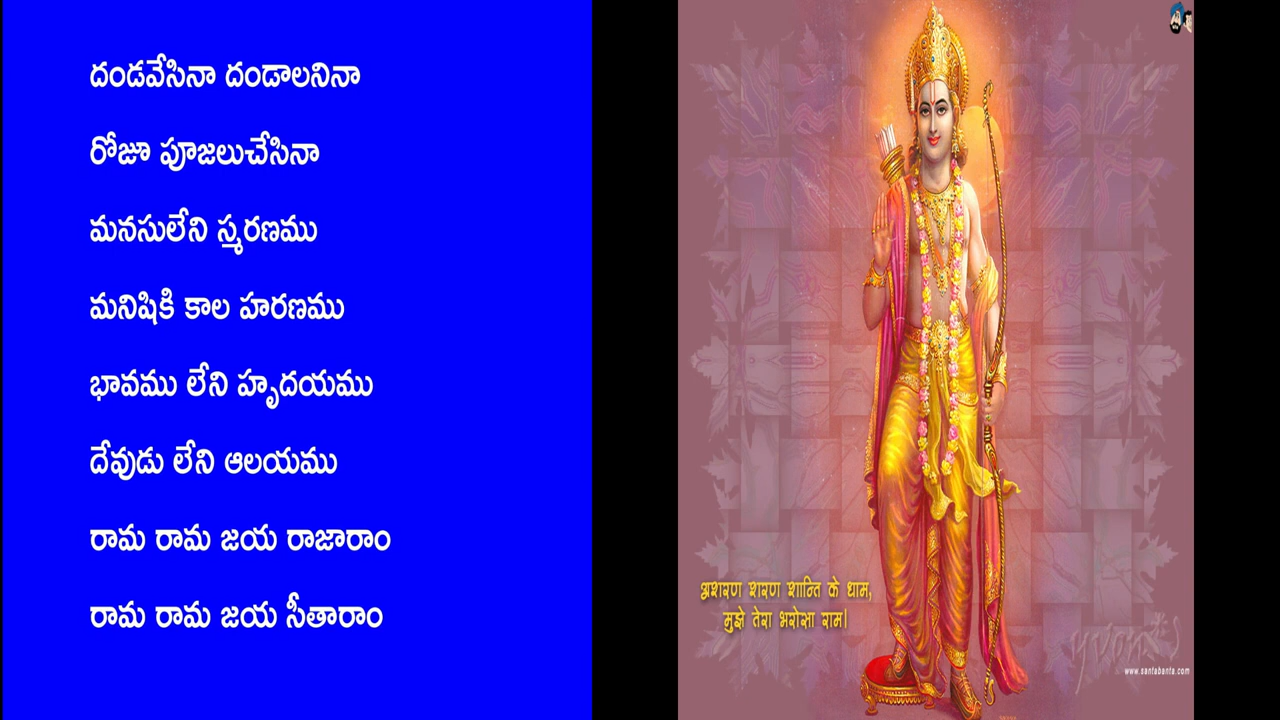 దండవేసినా దండాలనినా
రోజూ పూజలుచేసినా
మనసులేని స్మరణము
మనిషికి కాల హరణము
భావము లేని హృదయము
దేవుడు లేని ఆలయము
రామ రామ జయ రాజారాం
రామ రామ జయ సీతారాం
अशरण शरण शान्ति के धाम,
मुझे तेरा भरोसा राम।
www.santabanta.com